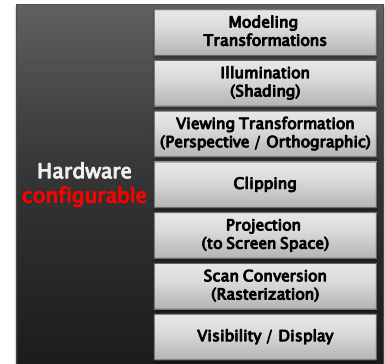 Modeling
Transformations
Illumination
(Shading)
Viewing Transformation
(Perspective / Orthographic)
Hardware
configurable
Clipping
Projection
(to Screen Space)
Scan Conversion
(Rasterization)
Visibility / Display